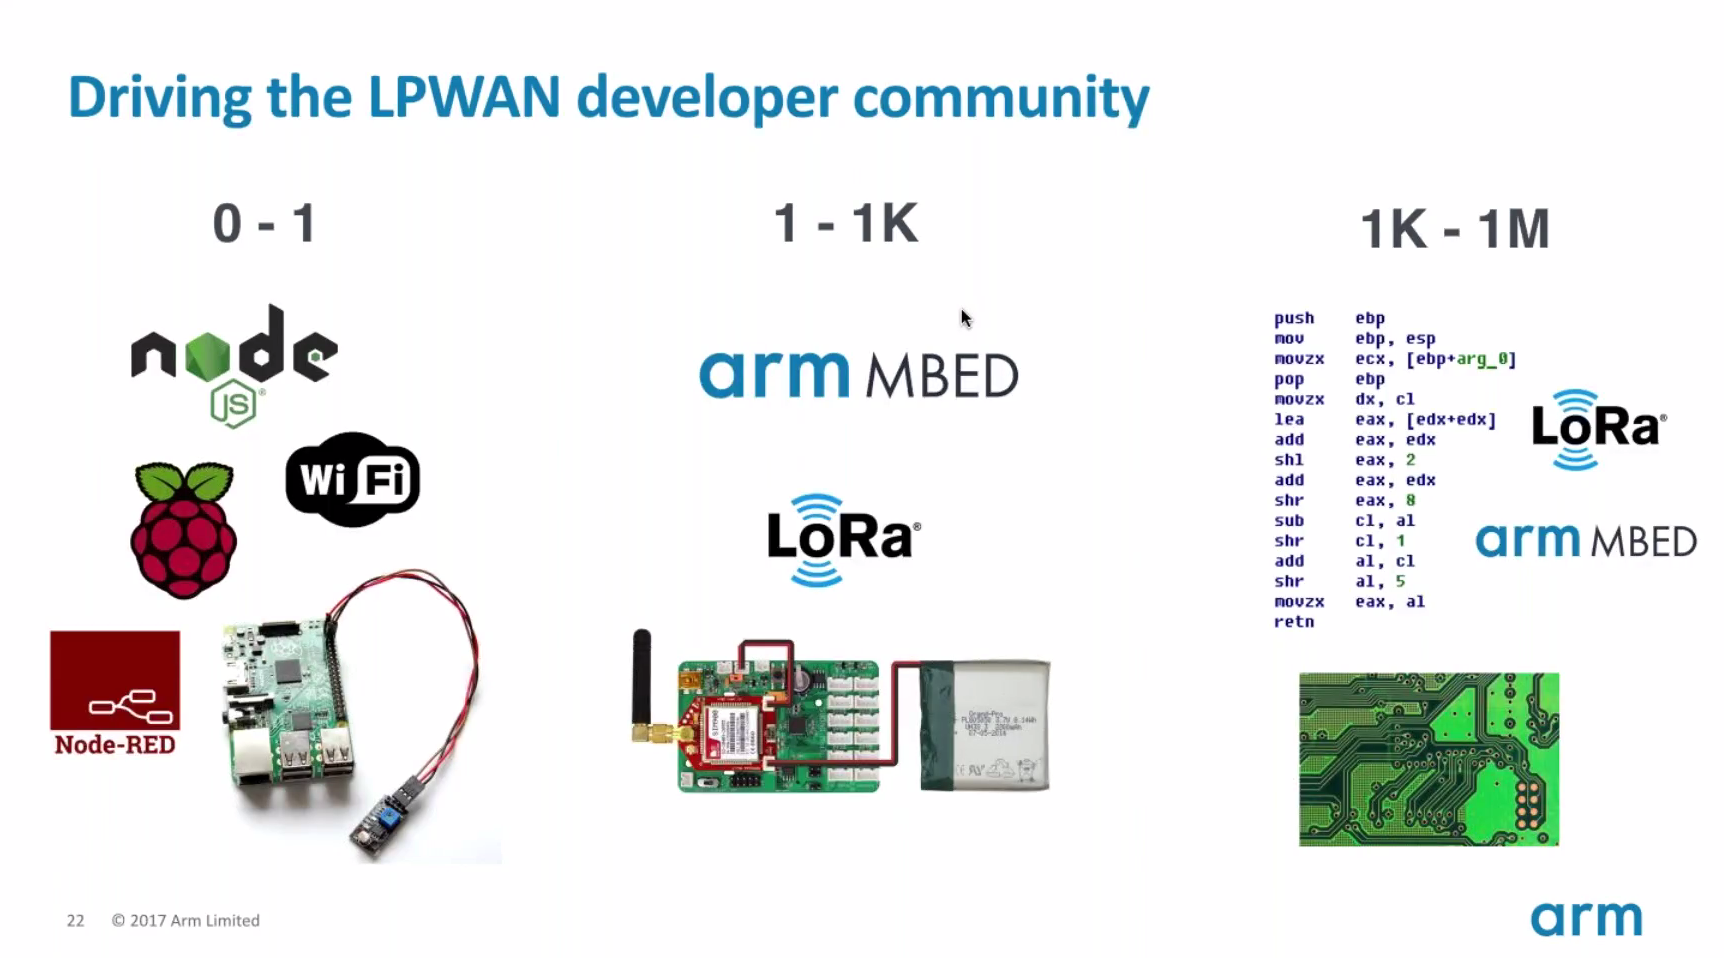 Driving the LPWAN developer community
0 - 1
1 - 1K
1K - 1M
node
JS
Wi Fi
Node-RED
arm MBED
LoRa
push ebp
mov ebp, esp
movzx ecx, [ebp+arg_0]
pop ebp
movzx dx, cl
lea eax, [edx+edx]
add eax, edx
shl eax, 2
add eax, edx
shr eax, 8
sub cl, al
shr cl, 1
add al, cl
shr al, 5
movzx eax, al
retn
LoRa
arm MBED
22 © 2017 Arm Limited
arm